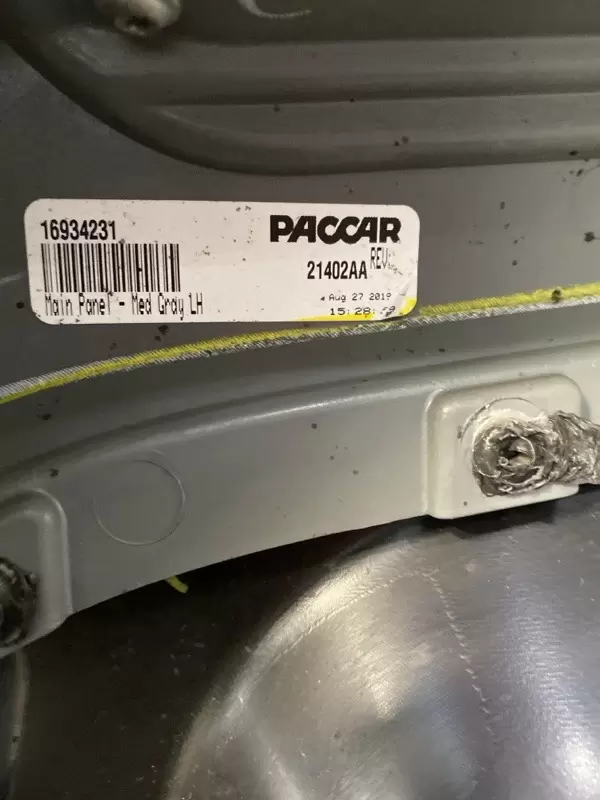 16934231
PACCAR
21402AA REV
Main Panel - Med Gray LH
Aug 27 2019
15:28: